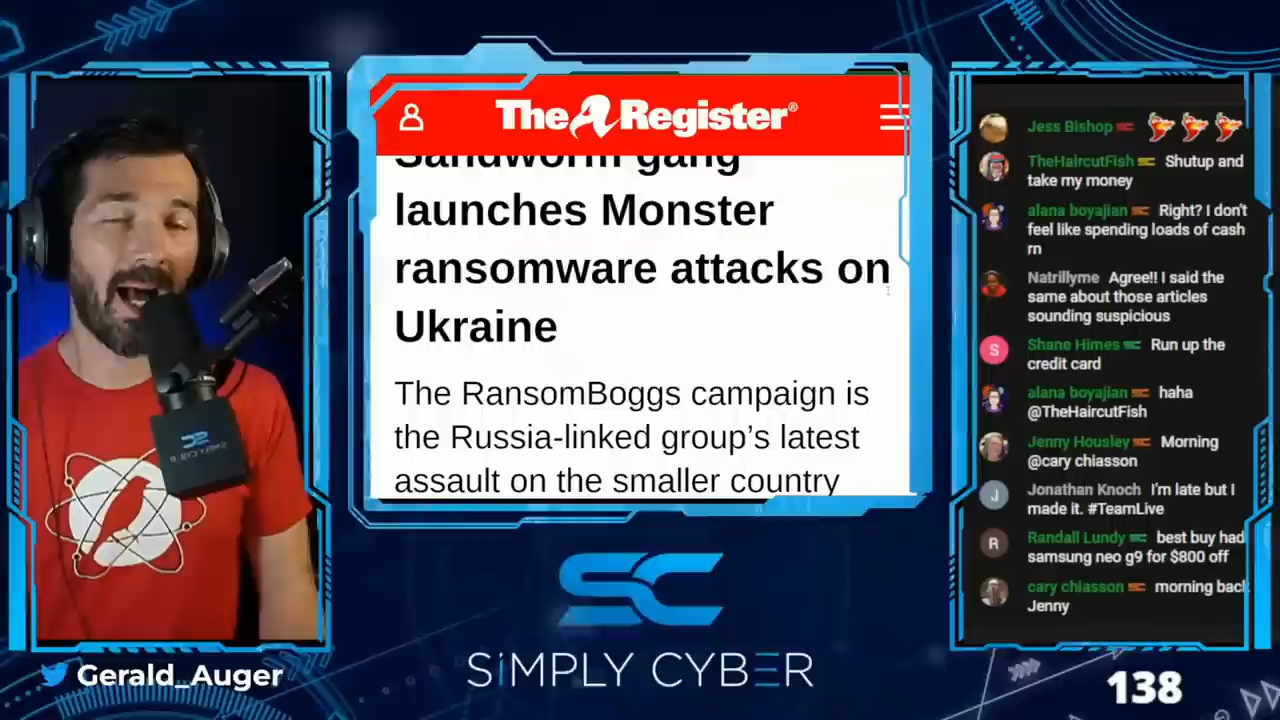 The Register®
Sandworm gang
launches Monster
ransomware attacks on
Ukraine
The RansomBoggs campaign is
the Russia-linked group's latest
assault on the smaller country
SC
SIMPLY CYBER
Gerald_Auger
Jess Bishop
TheHaircutFish Shutup and
take my money
alana boyajian Right? I don't
feel like spending loads of cash
rn
Natrillyme Agree!! I said the
same about those articles
sounding suspicious
S
Shane Himes Run up the
credit card
alana boyajian haha
@TheHaircutFish
Jenny Housley Morning
@cary chiasson
J
Jonathan Knoch I'm late but I
made it. #TeamLive
R
Randall Lundy best buy had
samsung neo g9 for $800 off
cary chiasson morning back
Jenny
138